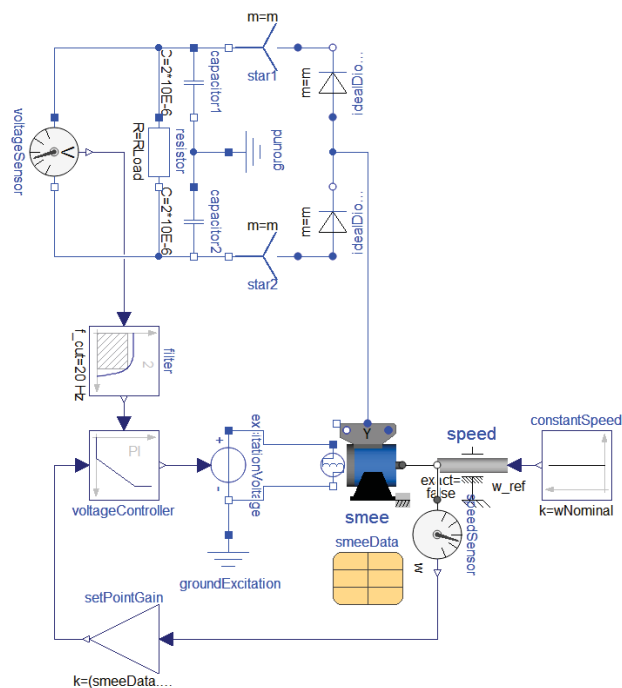 m=m
star1
m=m
idealDio...
C=2*10E-6
capacitor1
voltageSensor
V
R=RLoad
resistor
ground
C=2*10E-6
capacitor2
m=m
star2
m=m
idealDio...
f_cut=20 Hz
2
filter
PI
voltageController
+
-
excitationVoltage
groundExcitation
Y
smee
smeeData
exact=
false
speed
w_ref
constantSpeed
k=wNominal
speedSensor
w
setPointGain
k=(smeeData....